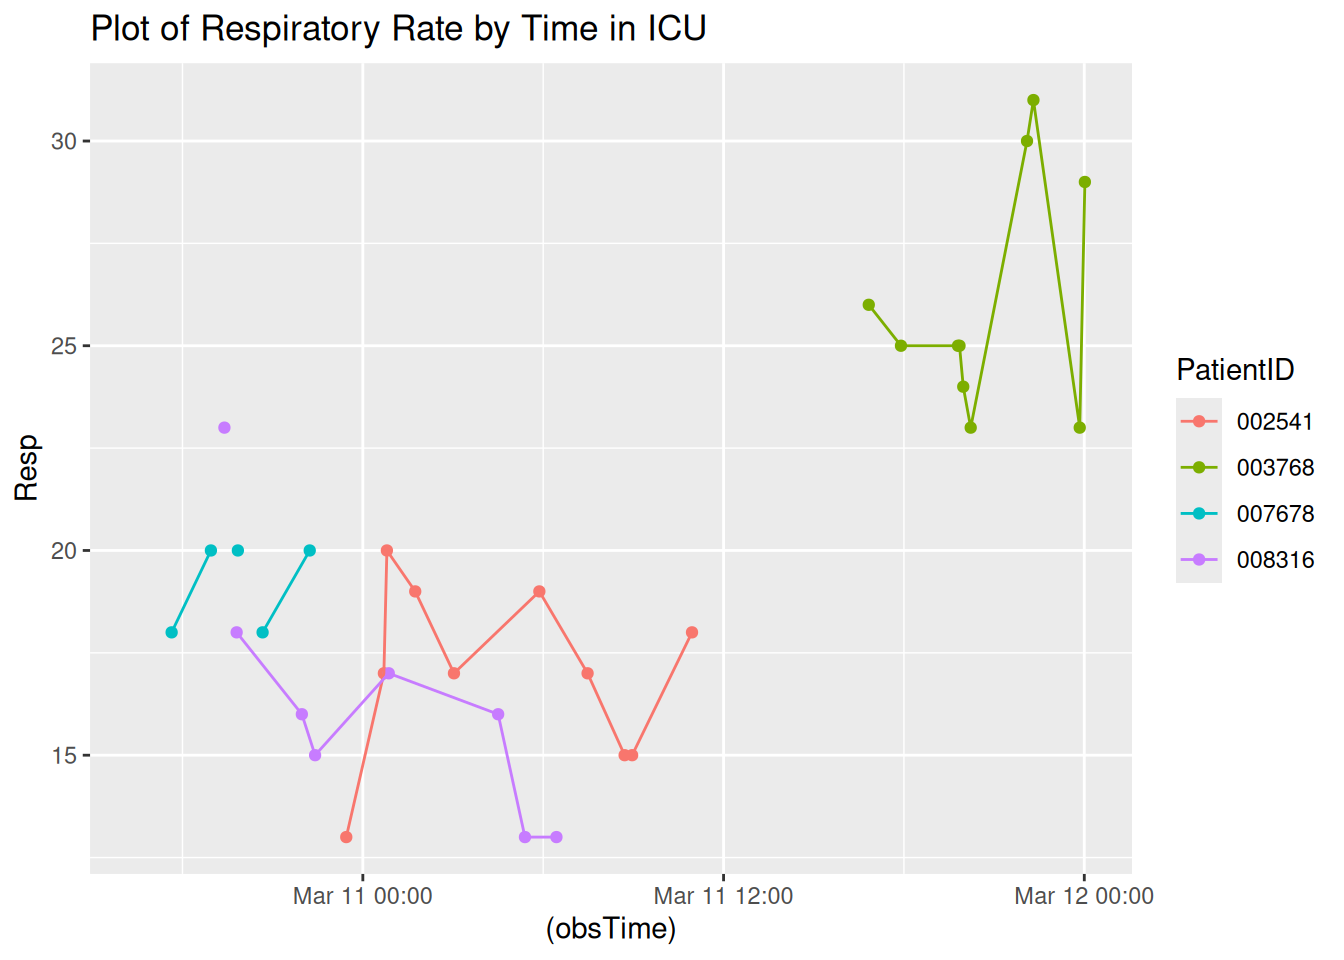 Plot of Respiratory Rate by Time in ICU
Resp
30
25
20
15
Mar 11 00:00
Mar 11 12:00
Mar 12 00:00
(obsTime)
PatientID
002541
003768
007678
008316